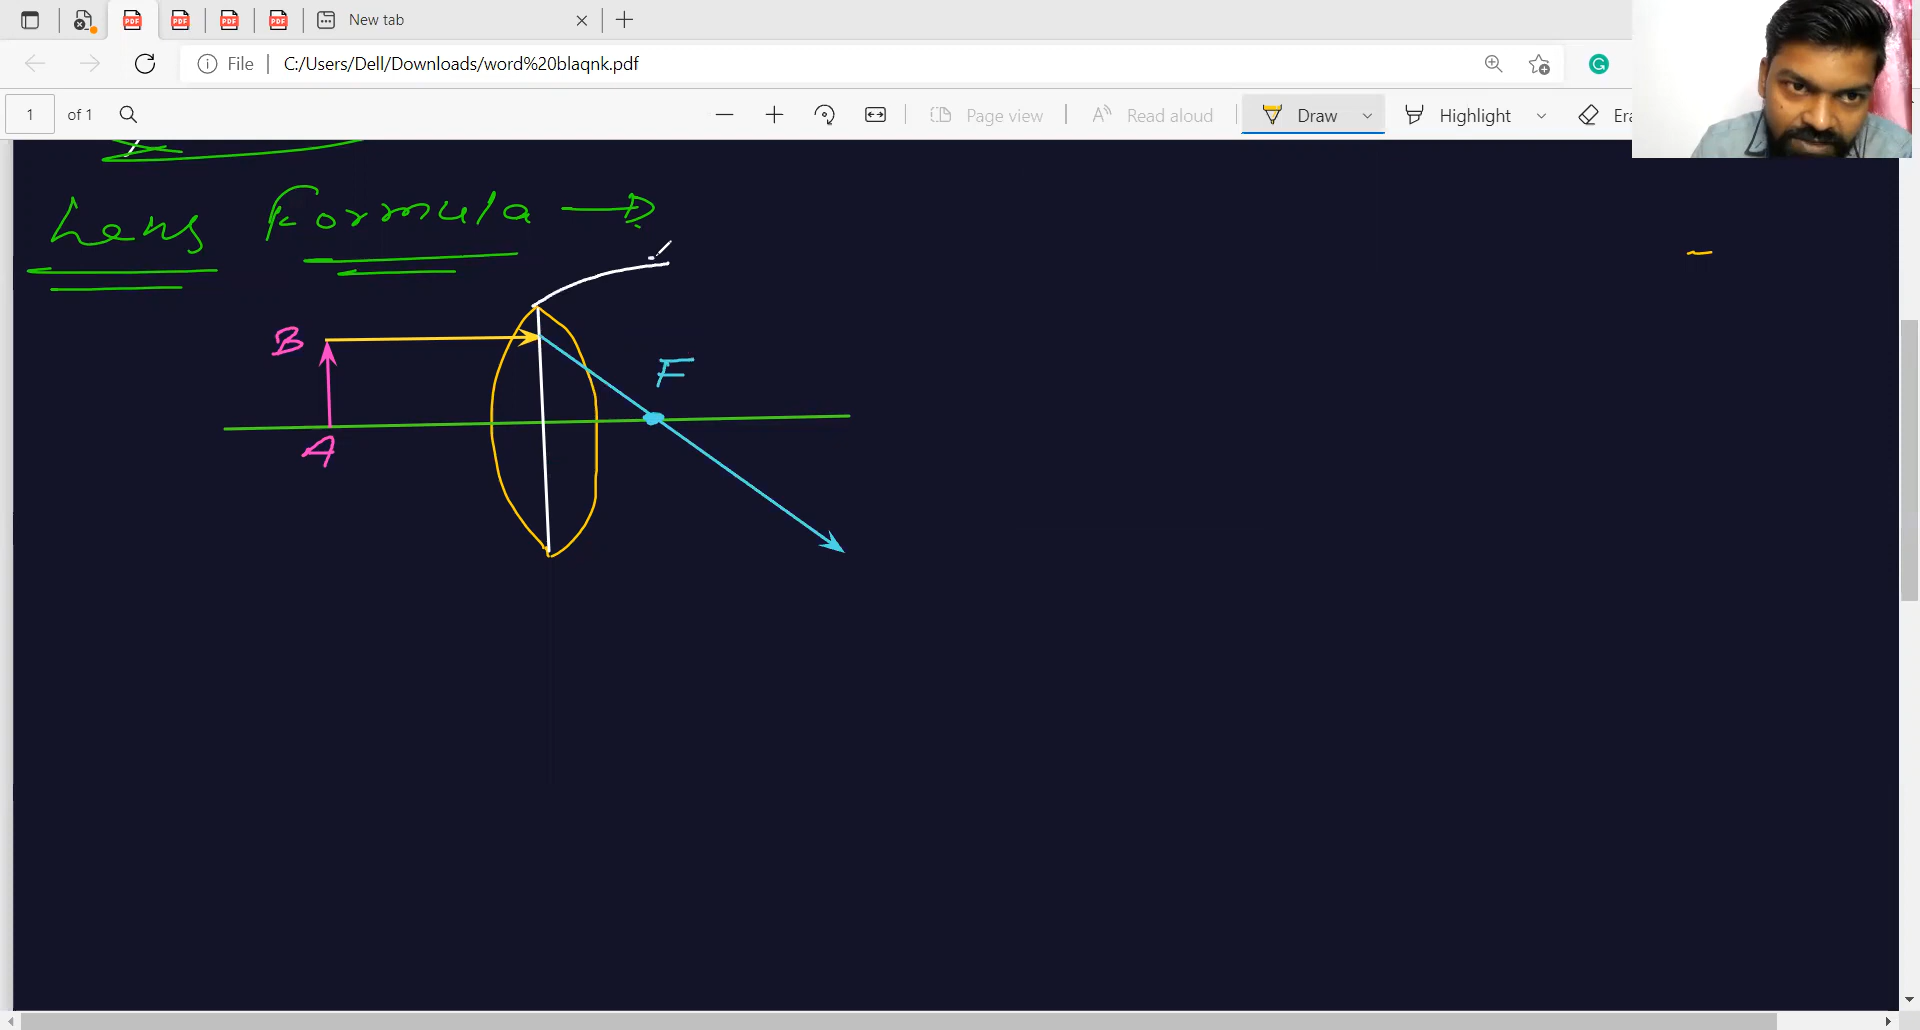 New tab
File C:/Users/Dell/Downloads/word%20blaqnk.pdf
1 of 1 Page view Read aloud Draw Highlight Era
Lens Formula
B
F
A